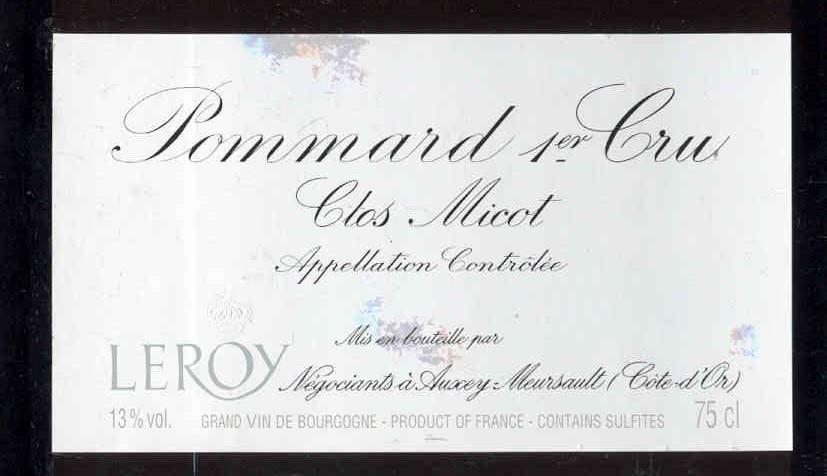 Pommard 1er Cru
Clos Micot
Appellation Contrôlée
Mis en bouteille par
LEROY Négociants à Auxey-Meursault (Côte-d'Or)
13% vol. GRAND VIN DE BOURGOGNE - PRODUCT OF FRANCE - CONTAINS SULFITES 75 cl